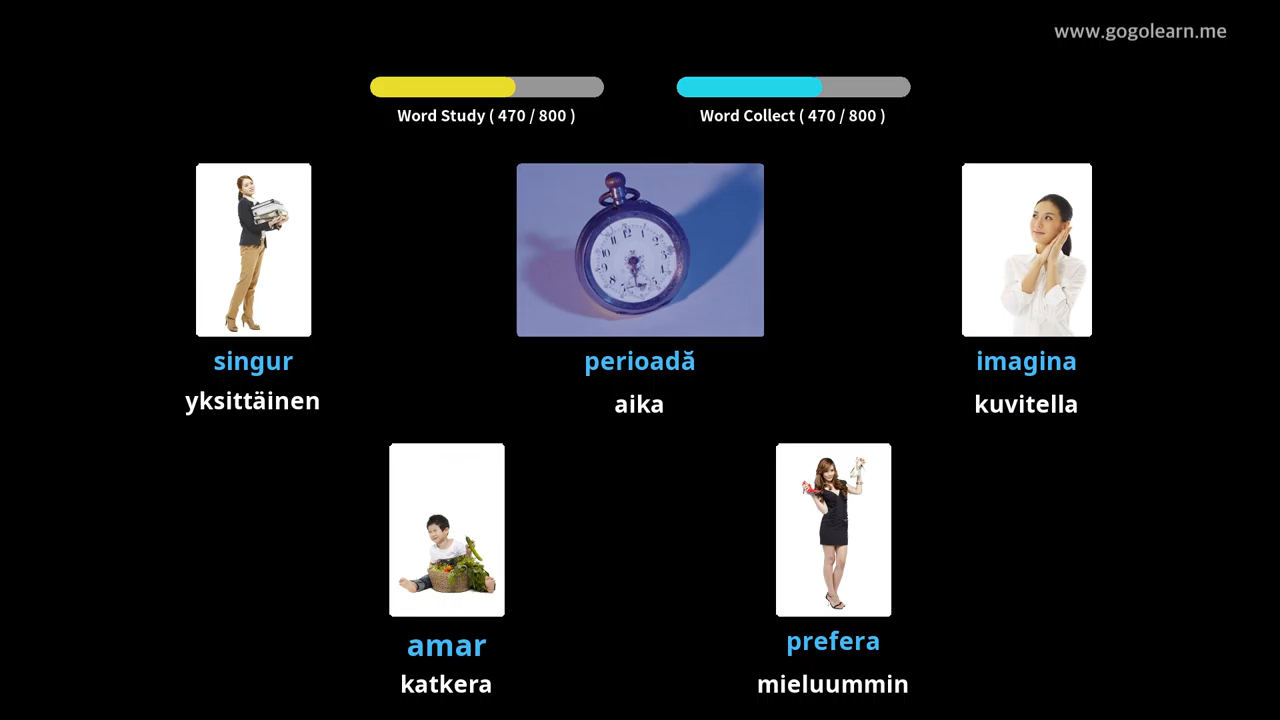 www.gogolearn.me
Word Study ( 470 / 800 )
Word Collect ( 470 / 800 )
singur
yksittäinen
perioadă
aika
imagina
kuvitella
amar
katkera
prefera
mieluummin